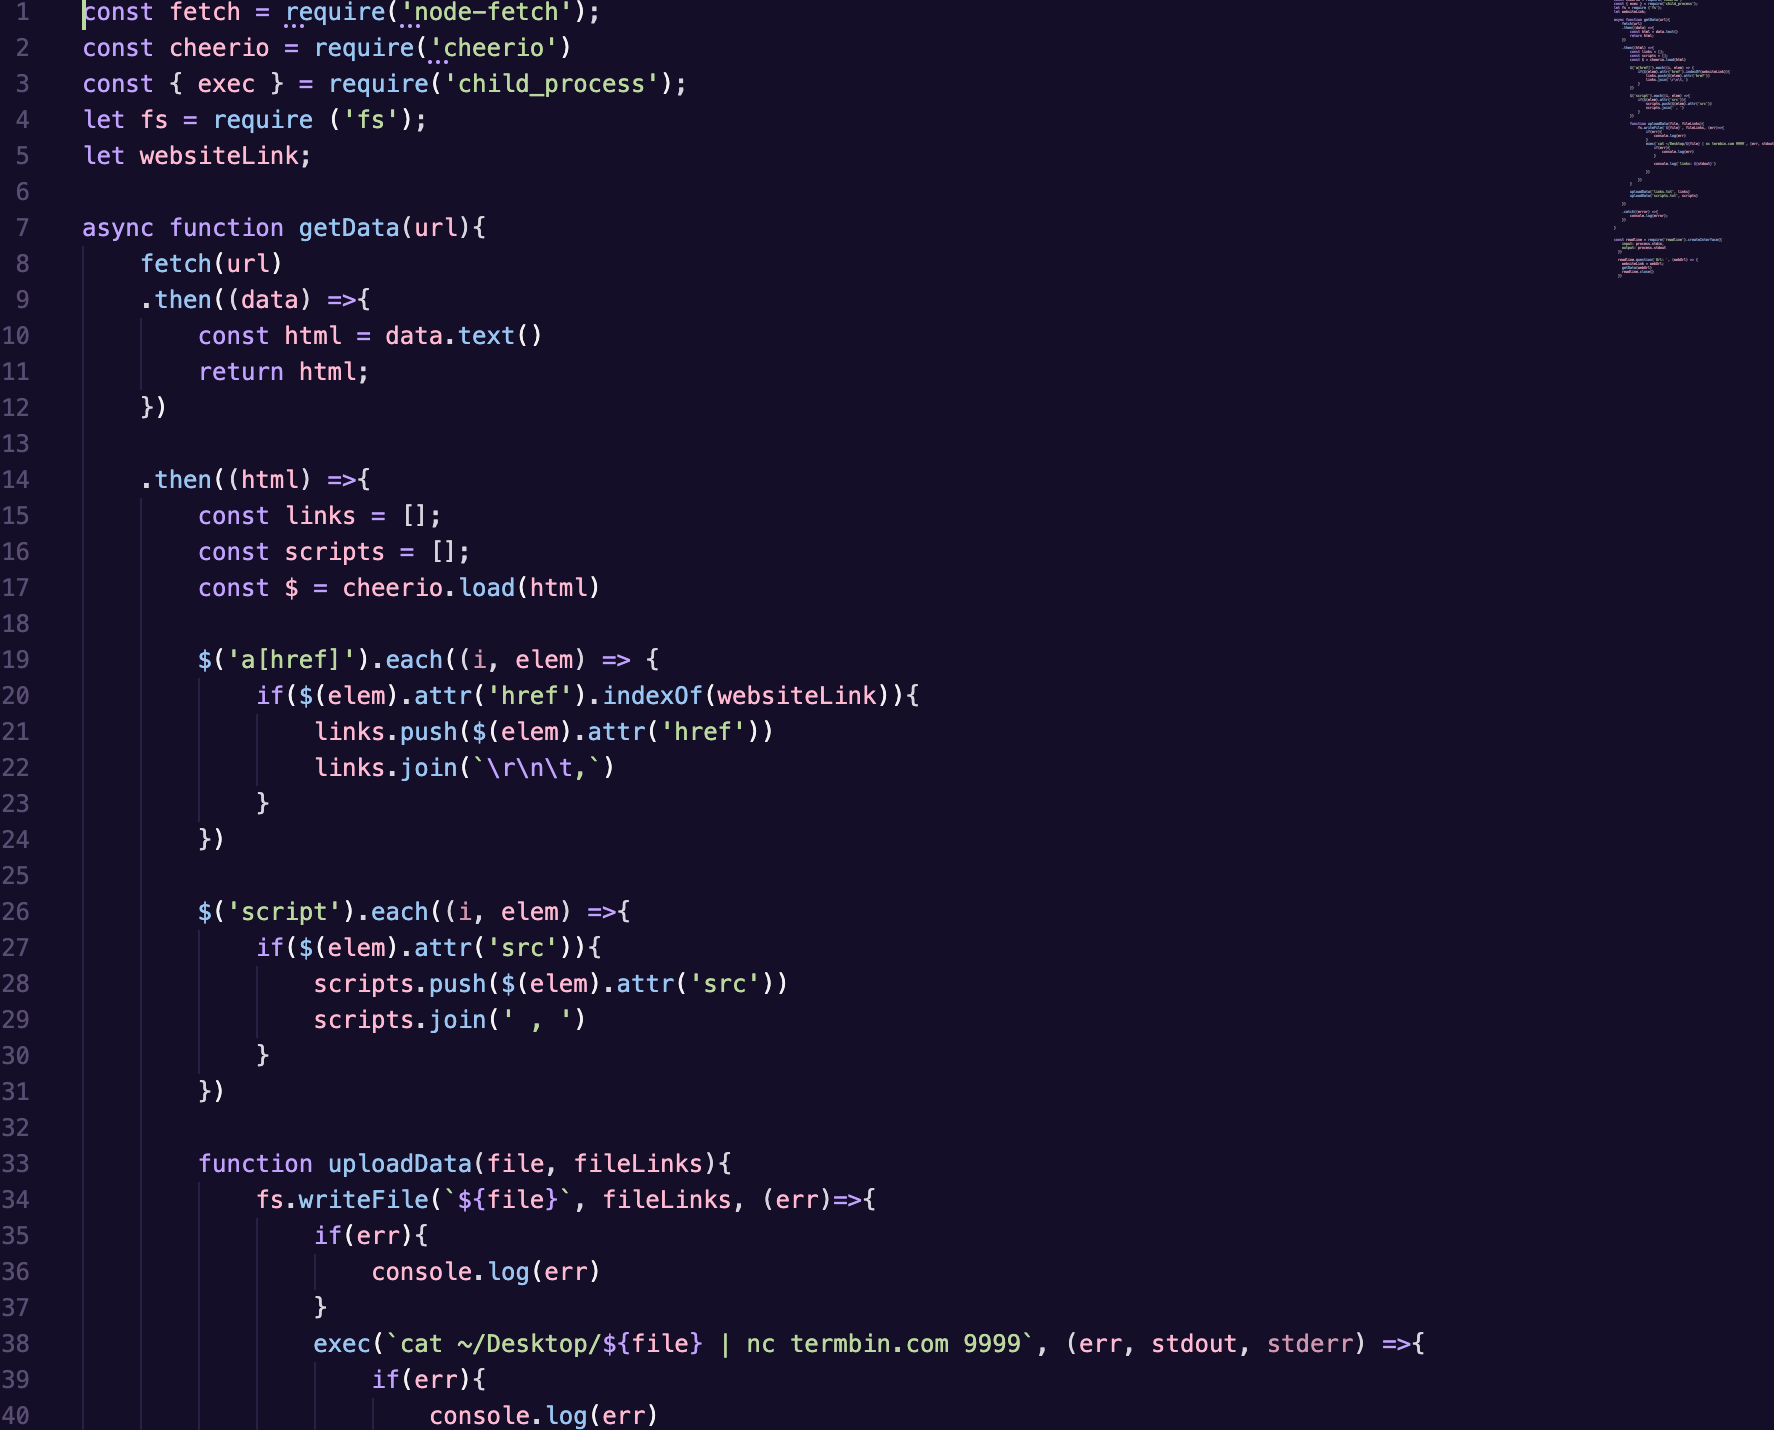 1 const fetch = require('node-fetch');
2 const cheerio = require('cheerio')
3 const { exec } = require('child_process');
4 let fs = require ('fs');
5 let websiteLink;
6
7 async function getData(url){
8 fetch(url)
9 .then((data) =>{
10 const html = data.text()
11 return html;
12 })
13
14 .then((html) =>{
15 const links = [];
16 const scripts = [];
17 const $ = cheerio.load(html)
18
19 $('a[href]').each((i, elem) => {
20 if($(elem).attr('href').indexOf(websiteLink)){
21 links.push($(elem).attr('href'))
22 links.join(`\r\n\t,`)
23 }
24 })
25
26 $('script').each((i, elem) =>{
27 if($(elem).attr('src')){
28 scripts.push($(elem).attr('src'))
29 scripts.join(' , ')
30 }
31 })
32
33 function uploadData(file, fileLinks){
34 fs.writeFile(`${file}`, fileLinks, (err)=>{
35 if(err){
36 console.log(err)
37 }
38 exec(`cat ~/Desktop/${file} | nc termbin.com 9999`, (err, stdout, stderr) =>{
39 if(err){
40 console.log(err)